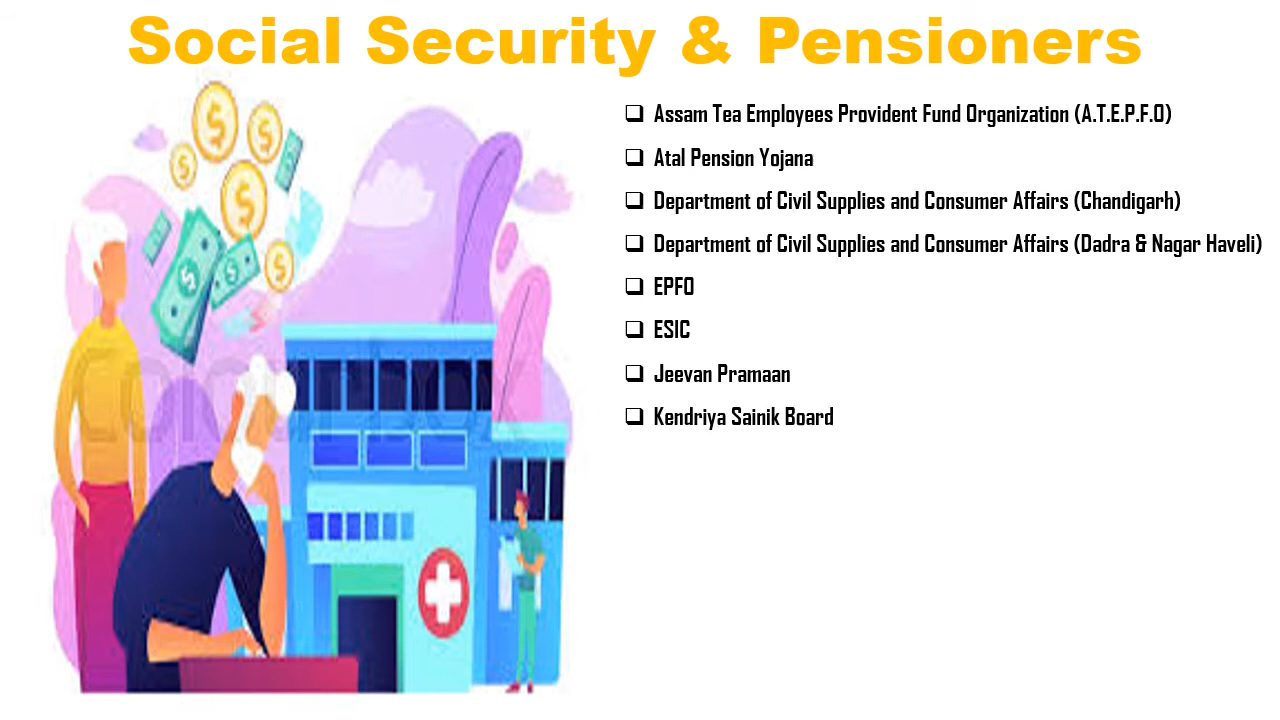 Social Security & Pensioners
Assam Tea Employees Provident Fund Organization (A.T.E.P.F.O)
Atal Pension Yojana
Department of Civil Supplies and Consumer Affairs (Chandigarh)
Department of Civil Supplies and Consumer Affairs (Dadra & Nagar Haveli)
EPFO
ESIC
Jeevan Pramaan
Kendriya Sainik Board